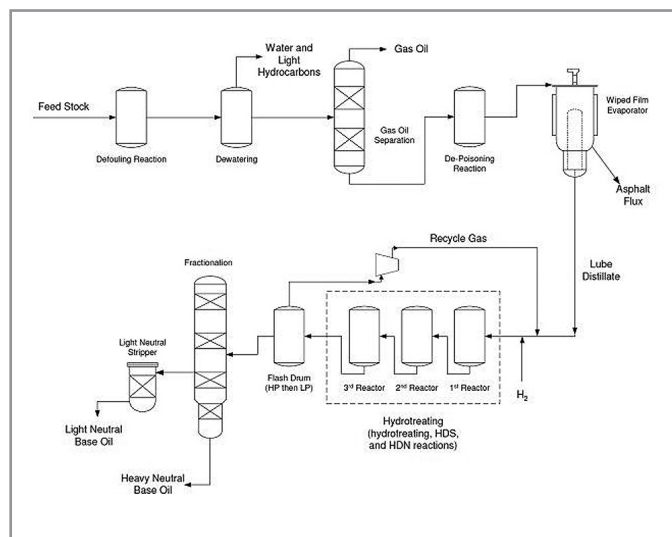 Water and
Light
Hydrocarbons
Gas Oil
Feed Stock
Wiped Film
Evaporator
Gas Oil
Separation
Defouling Reaction
Dewatering
De-Poisoning
Reaction
Asphalt
Flux
Recycle Gas
Fractionation
Lube
Distillate
Light Neutral
Stripper
Flash Drum
(HP then LP)
3rd Reactor
2nd Reactor
1st Reactor
H2
Hydrotreating
(hydrotreating, HDS,
and HDN reactions)
Light Neutral
Base Oil
Heavy Neutral
Base Oil